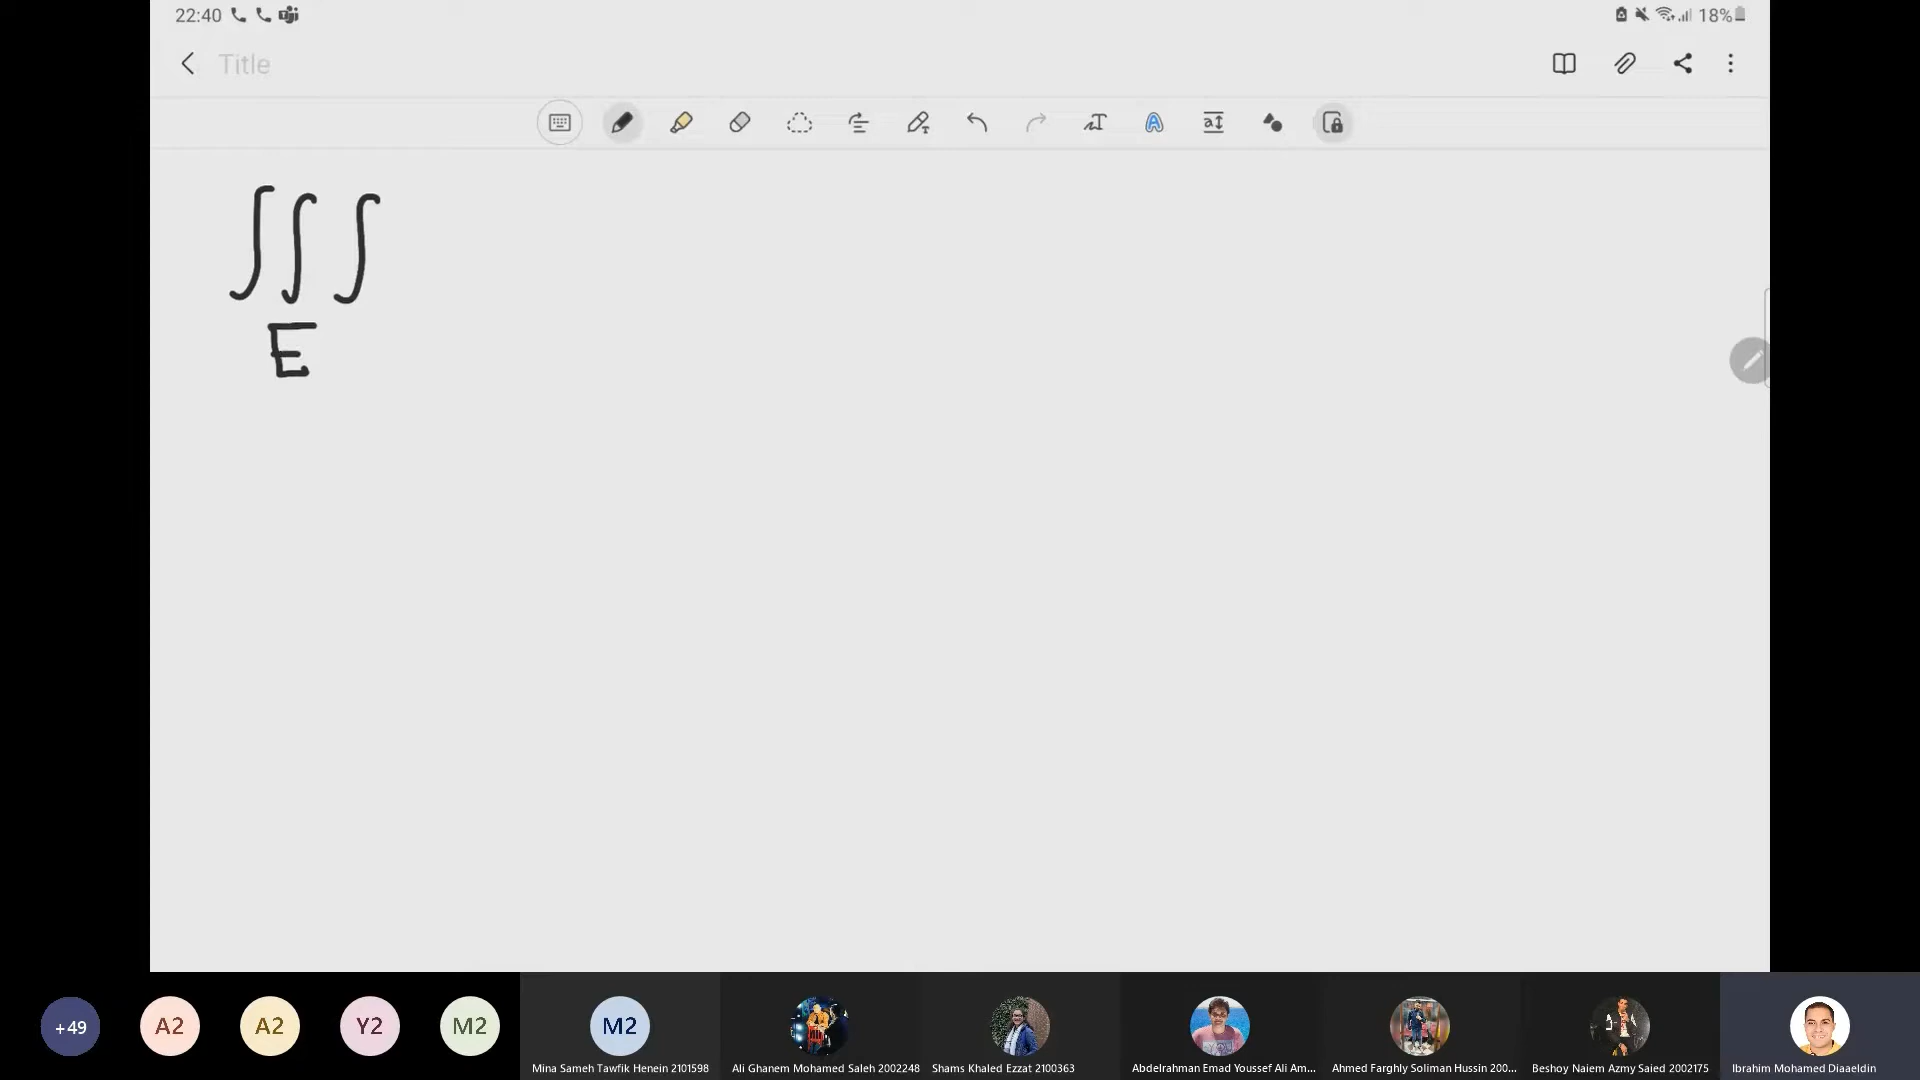 22:40 18%
Title
∫∫∫
E
+49 A2 A2 Y2 M2 M2
Mina Sameh Tawfik Henein 2101598 Ali Ghanem Mohamed Saleh 2002248 Shams Khaled Ezzat 2100363 Abdelrahman Emad Youssef Ali Am... Ahmed Farghly Soliman Hussin 200... Beshoy Naiem Azmy Saied 2002175 Ibrahim Mohamed Diaaeldin